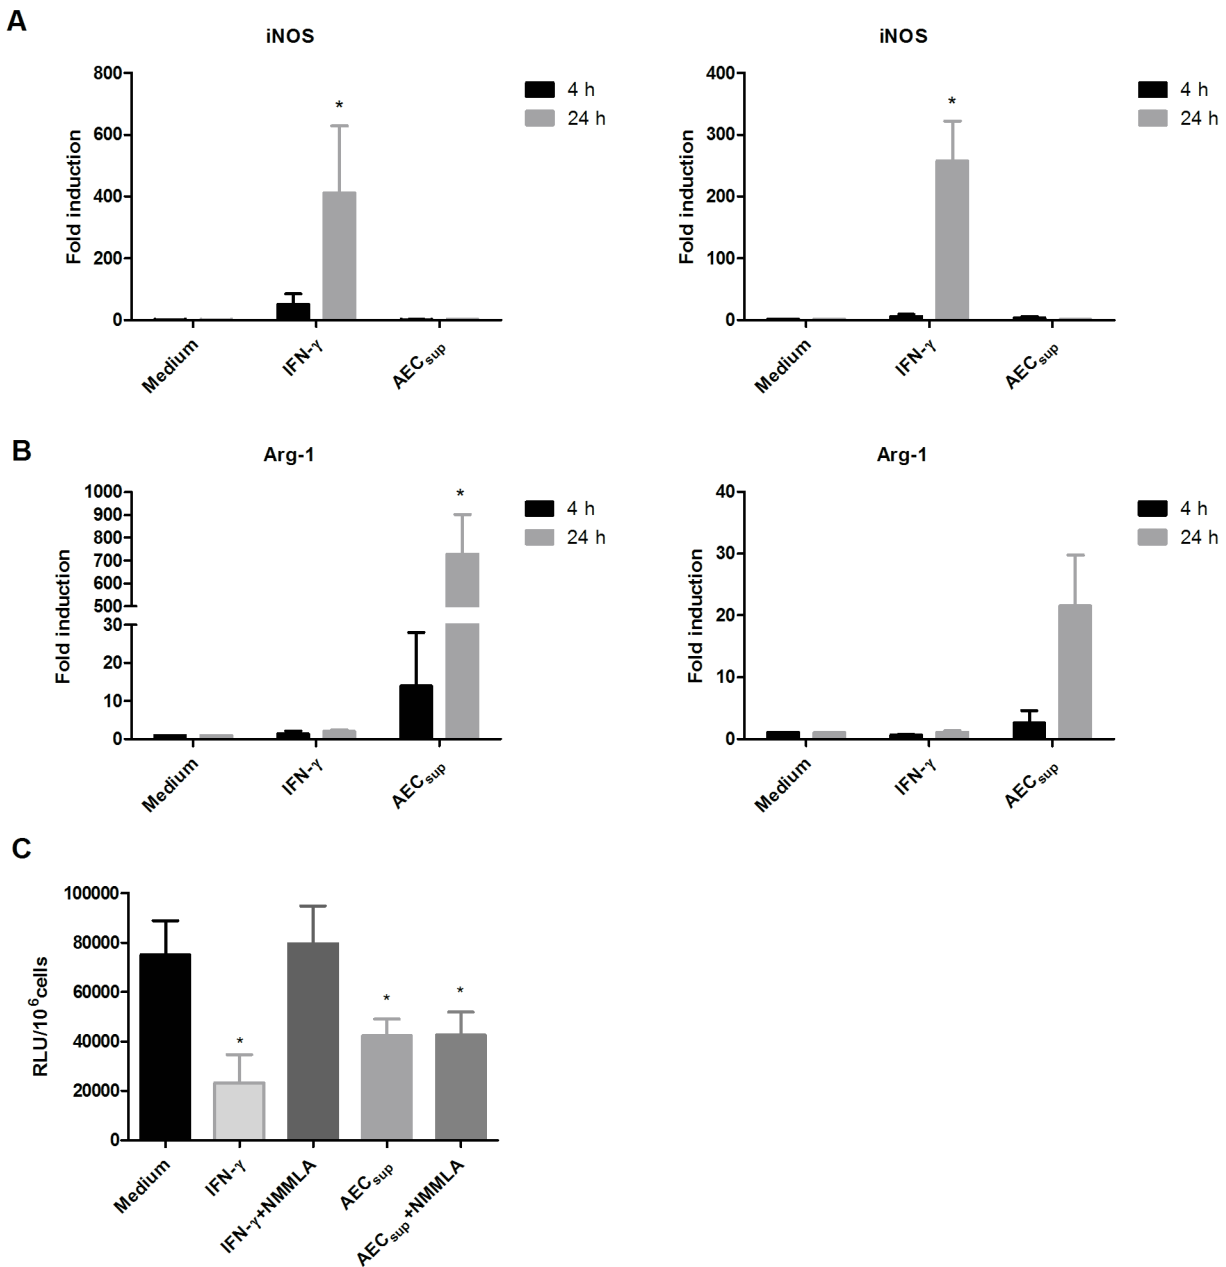 A
iNOS
800
600
400
200
0
Fold induction
*
4 h
24 h
Medium
IFN-γ
AECsup
iNOS
400
300
200
100
0
Fold induction
*
4 h
24 h
Medium
IFN-γ
AECsup
B
Arg-1
1000
900
800
700
600
500
30
20
10
0
Fold induction
*
4 h
24 h
Medium
IFN-γ
AECsup
Arg-1
40
30
20
10
0
Fold induction
4 h
24 h
Medium
IFN-γ
AECsup
C
100000
80000
60000
40000
20000
0
RLU/10⁶cells
*
*
*
Medium
IFN-γ
IFN-γ+NMMLA
AECsup
AECsup+NMMLA